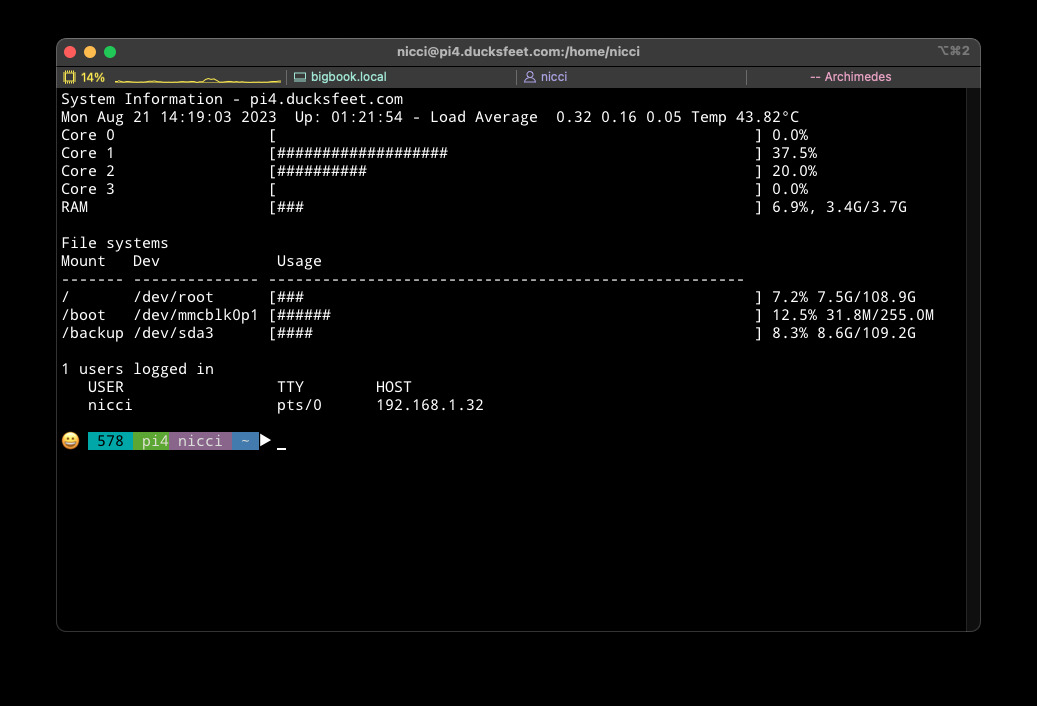 nicci@pi4.ducksfeet.com:/home/nicci ⌥⌘2
14% bigbook.local nicci -- Archimedes
System Information - pi4.ducksfeet.com
Mon Aug 21 14:19:03 2023  Up: 01:21:54 - Load Average  0.32 0.16 0.05 Temp 43.82°C
Core 0                 [                                                     ] 0.0%
Core 1                 [###################                                  ] 37.5%
Core 2                 [##########                                           ] 20.0%
Core 3                 [                                                     ] 0.0%
RAM                    [###                                                  ] 6.9%, 3.4G/3.7G
File systems
Mount   Dev             Usage
------- -------------- -----------------------------------------------------
/       /dev/root      [###                                                  ] 7.2% 7.5G/108.9G
/boot   /dev/mmcblk0p1 [######                                               ] 12.5% 31.8M/255.0M
/backup /dev/sda3      [####                                                 ] 8.3% 8.6G/109.2G
1 users logged in
   USER                 TTY        HOST
   nicci                pts/0      192.168.1.32
😀 578 pi4 nicci ~ ▶ _